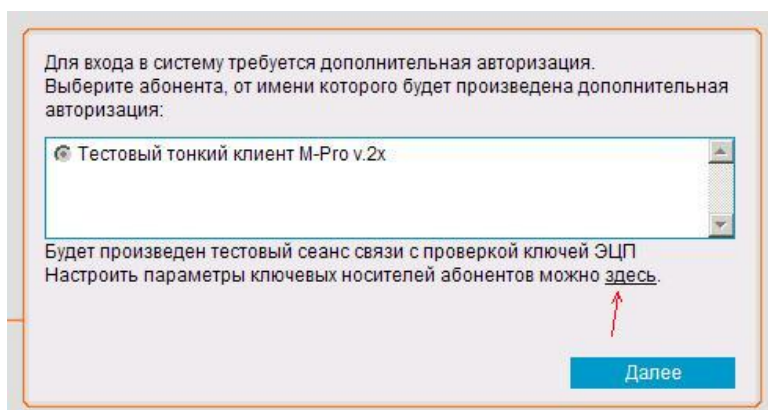 Для входа в систему требуется дополнительная авторизация.
Выберите абонента, от имени которого будет произведена дополнительная
авторизация:
Тестовый тонкий клиент M-Pro v.2x
Будет произведен тестовый сеанс связи с проверкой ключей ЭЦП
Настроить параметры ключевых носителей абонентов можно здесь.
Далее